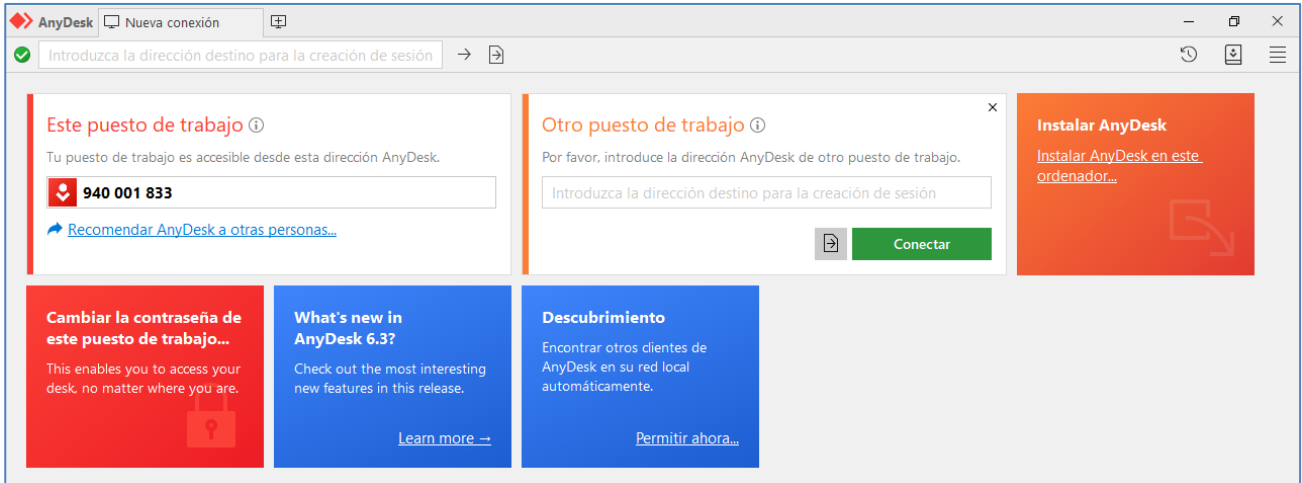 AnyDesk
Nueva conexión
Introduzca la dirección destino para la creación de sesión
Este puesto de trabajo
Tu puesto de trabajo es accesible desde esta dirección AnyDesk.
940 001 833
Recomendar AnyDesk a otras personas...
Otro puesto de trabajo
Por favor, introduce la dirección AnyDesk de otro puesto de trabajo.
Introduzca la dirección destino para la creación de sesión
Conectar
Instalar AnyDesk
Instalar AnyDesk en este
ordenador...
Cambiar la contraseña de
este puesto de trabajo...
This enables you to access your
desk, no matter where you are.
What's new in
AnyDesk 6.3?
Check out the most interesting
new features in this release.
Learn more →
Descubrimiento
Encontrar otros clientes de
AnyDesk en su red local
automáticamente.
Permitir ahora...